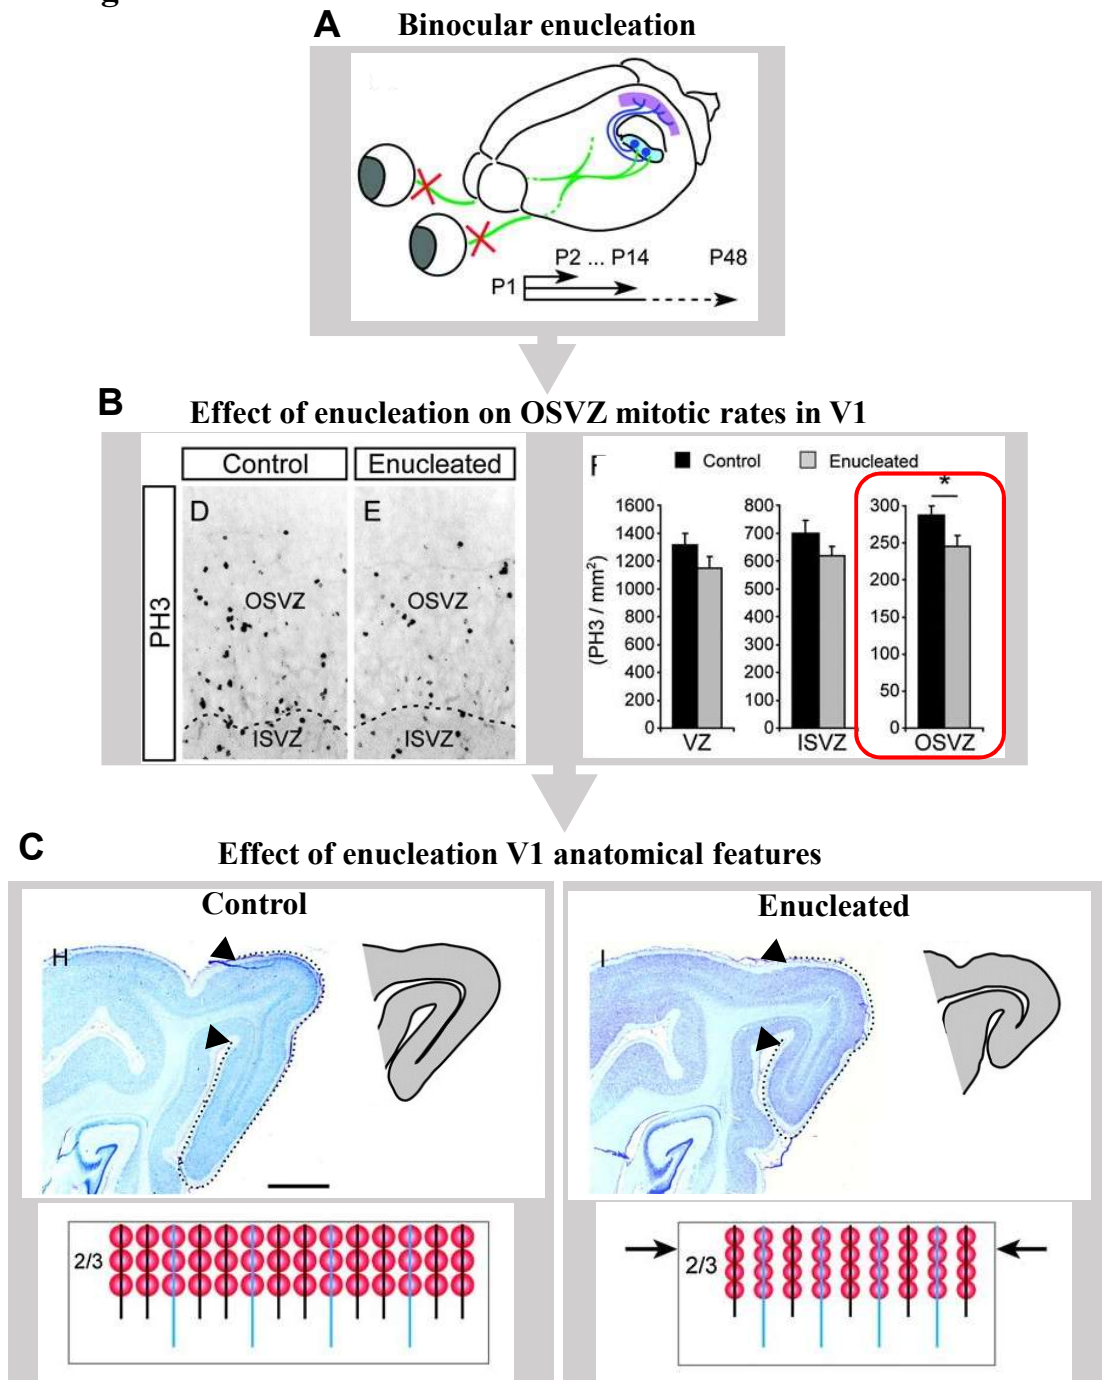 A
Binocular enucleation
P2 ... P14
P48
P1
B
Effect of enucleation on OSVZ mitotic rates in V1
Control
Enucleated
PH3
D
E
OSVZ
OSVZ
ISVZ
ISVZ
Control
Enucleated
(PH3 / mm²)
1600
1400
1200
1000
800
600
400
200
0
VZ
800
700
600
500
400
300
200
100
0
ISVZ
*
300
250
200
150
100
50
0
OSVZ
C
Effect of enucleation V1 anatomical features
Control
H
Enucleated
I
2/3
2/3